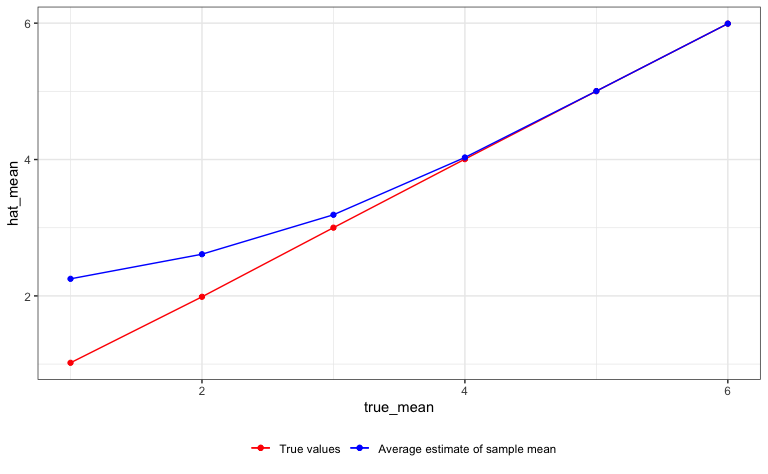 6
4
2
hat_mean
2 4 6
true_mean
True values Average estimate of sample mean